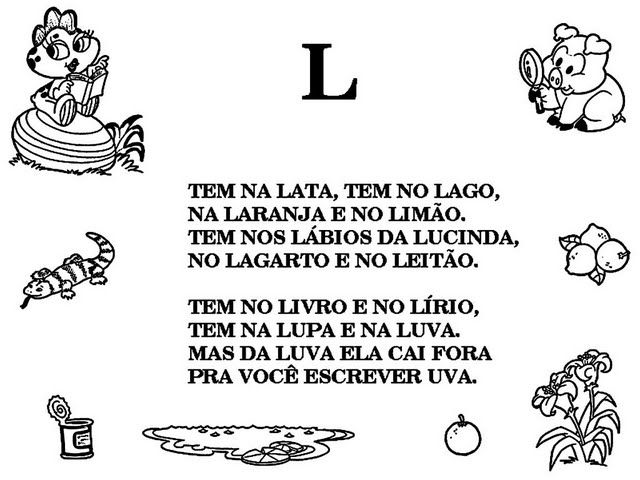 L
TEM NA LATA, TEM NO LAGO,
NA LARANJA E NO LIMÃO.
TEM NOS LÁBIOS DA LUCINDA,
NO LAGARTO E NO LEITÃO.
TEM NO LIVRO E NO LÍRIO,
TEM NA LUPA E NA LUVA.
MAS DA LUVA ELA CAI FORA
PRA VOCÊ ESCREVER UVA.